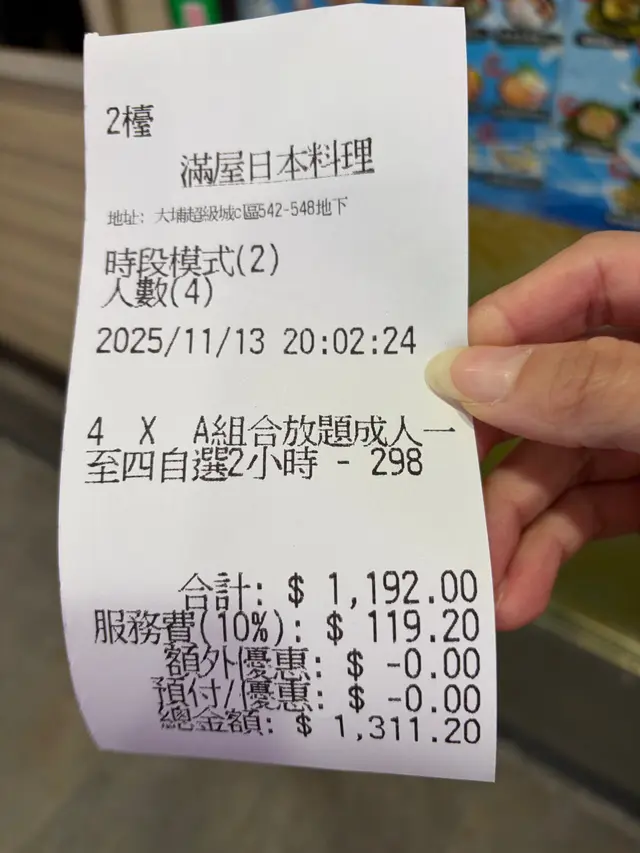 2檯
滿屋日本料理
地址: 大埔超級城c區542-548地下
時段模式(2)
人數(4)
2025/11/13 20:02:24
4 X A組合放題成人一
至四自選2小時 - 298
合計: $ 1,192.00
服務費(10%): $ 119.20
額外優惠: $ -0.00
預付/優惠: $ -0.00
總金額: $ 1,311.20